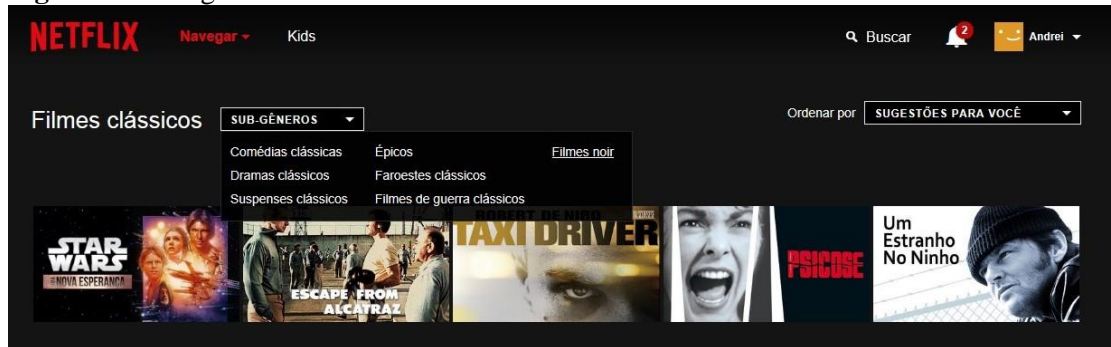 NETFLIX Navegar Kids Buscar 2 Andrei
Filmes clássicos SUB-GÊNEROS Ordenar por SUGESTÕES PARA VOCÊ
Comédias clássicas Épicos Filmes noir
Dramas clássicos Faroestes clássicos
Suspenses clássicos Filmes de guerra clássicos
STAR
WARS
NOVA ESPERANÇA
ESCAPE FROM
ALCATRAZ
ROBERT DE NIRO
TAXI DRIVER
PSICOSE
Um
Estranho
No Ninho